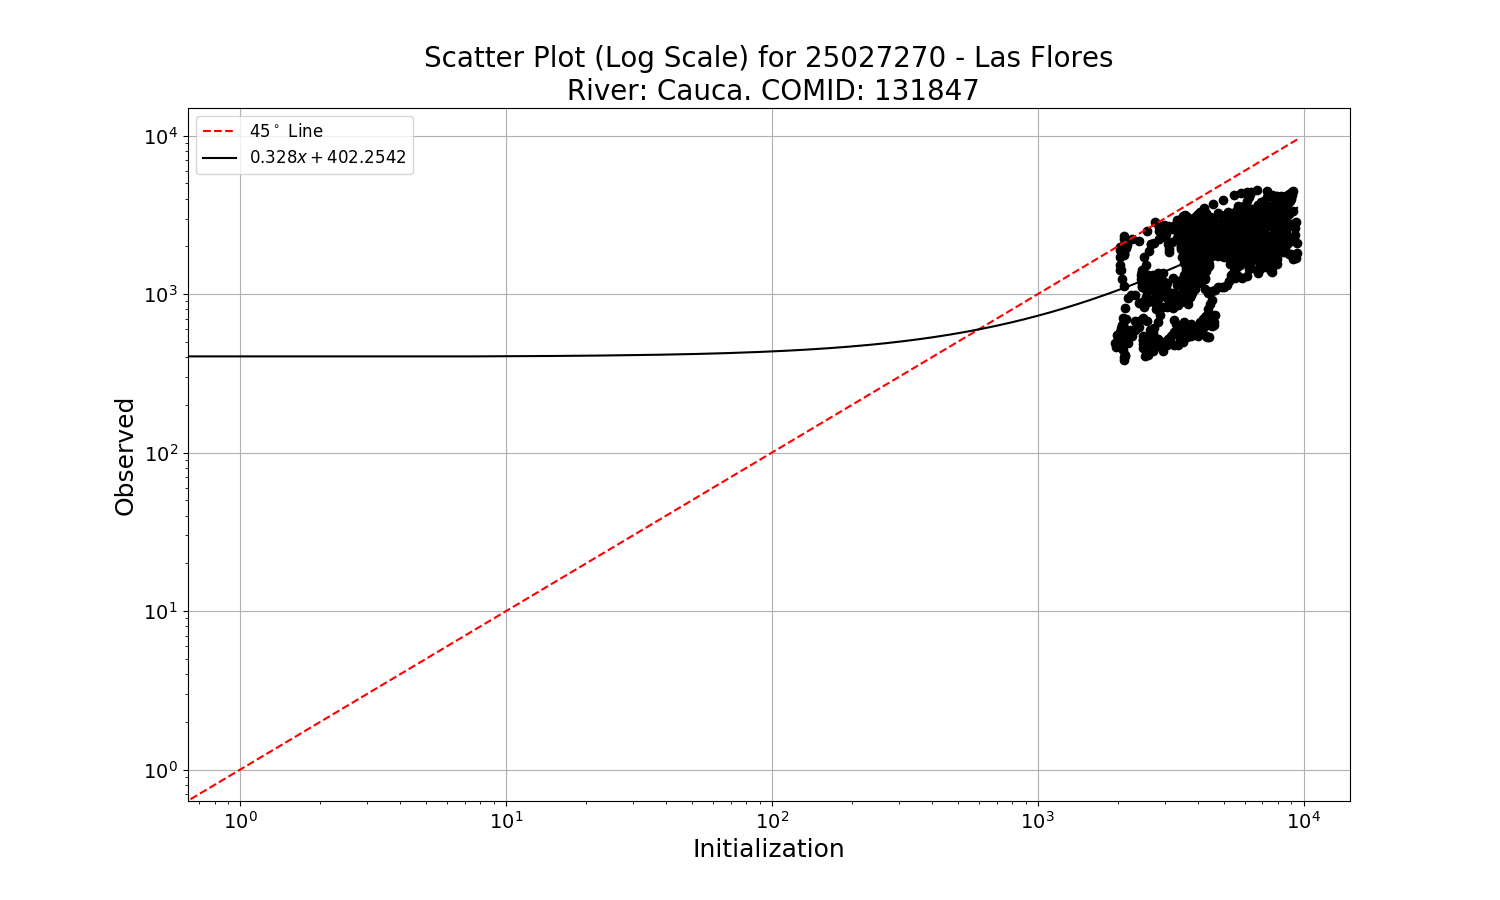 Scatter Plot (Log Scale) for 25027270 - Las Flores
River: Cauca. COMID: 131847
45° Line
0.328x + 402.2542
Observed
10⁴
10³
10²
10¹
10⁰
10⁰ 10¹ 10² 10³ 10⁴
Initialization